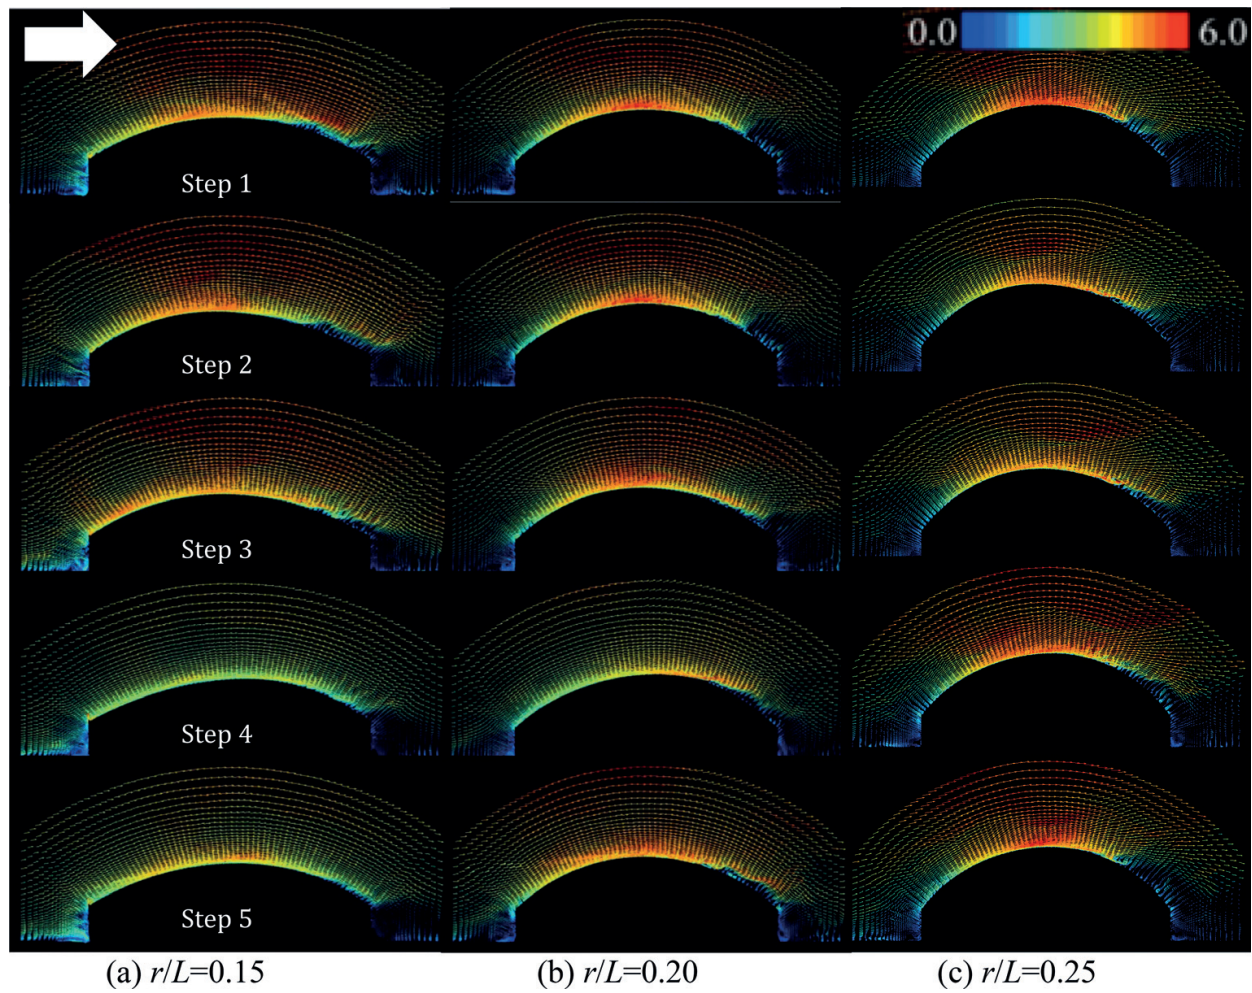 0.0 6.0
Step 1
Step 2
Step 3
Step 4
Step 5
(a) r/L=0.15 (b) r/L=0.20 (c) r/L=0.25